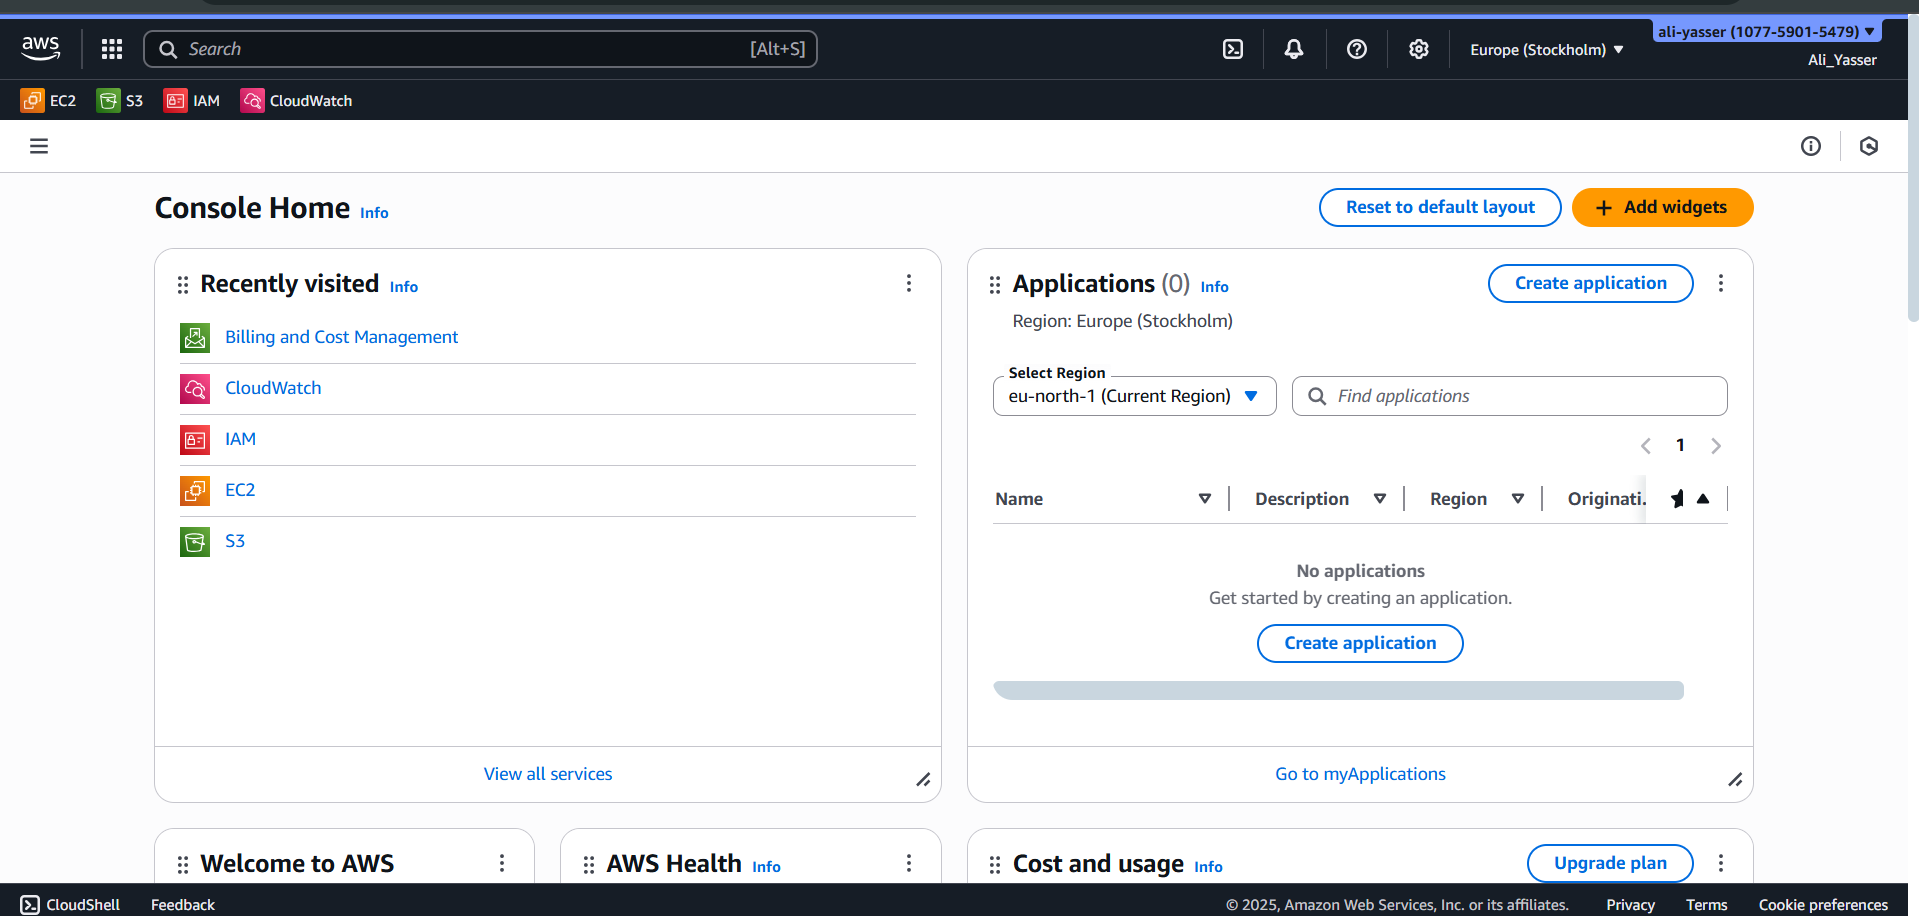 aws
Search [Alt+S]
Europe (Stockholm)
ali-yasser (1077-5901-5479)
Ali_Yasser
EC2 S3 IAM CloudWatch
Console Home Info
Reset to default layout
Add widgets
Recently visited Info
Billing and Cost Management
CloudWatch
IAM
EC2
S3
View all services
Applications (0) Info
Create application
Region: Europe (Stockholm)
Select Region
eu-north-1 (Current Region)
Find applications
1
Name Description Region Originati.
No applications
Get started by creating an application.
Create application
Go to myApplications
Welcome to AWS
AWS Health Info
Cost and usage Info
Upgrade plan
CloudShell Feedback © 2025, Amazon Web Services, Inc. or its affiliates. Privacy Terms Cookie preferences